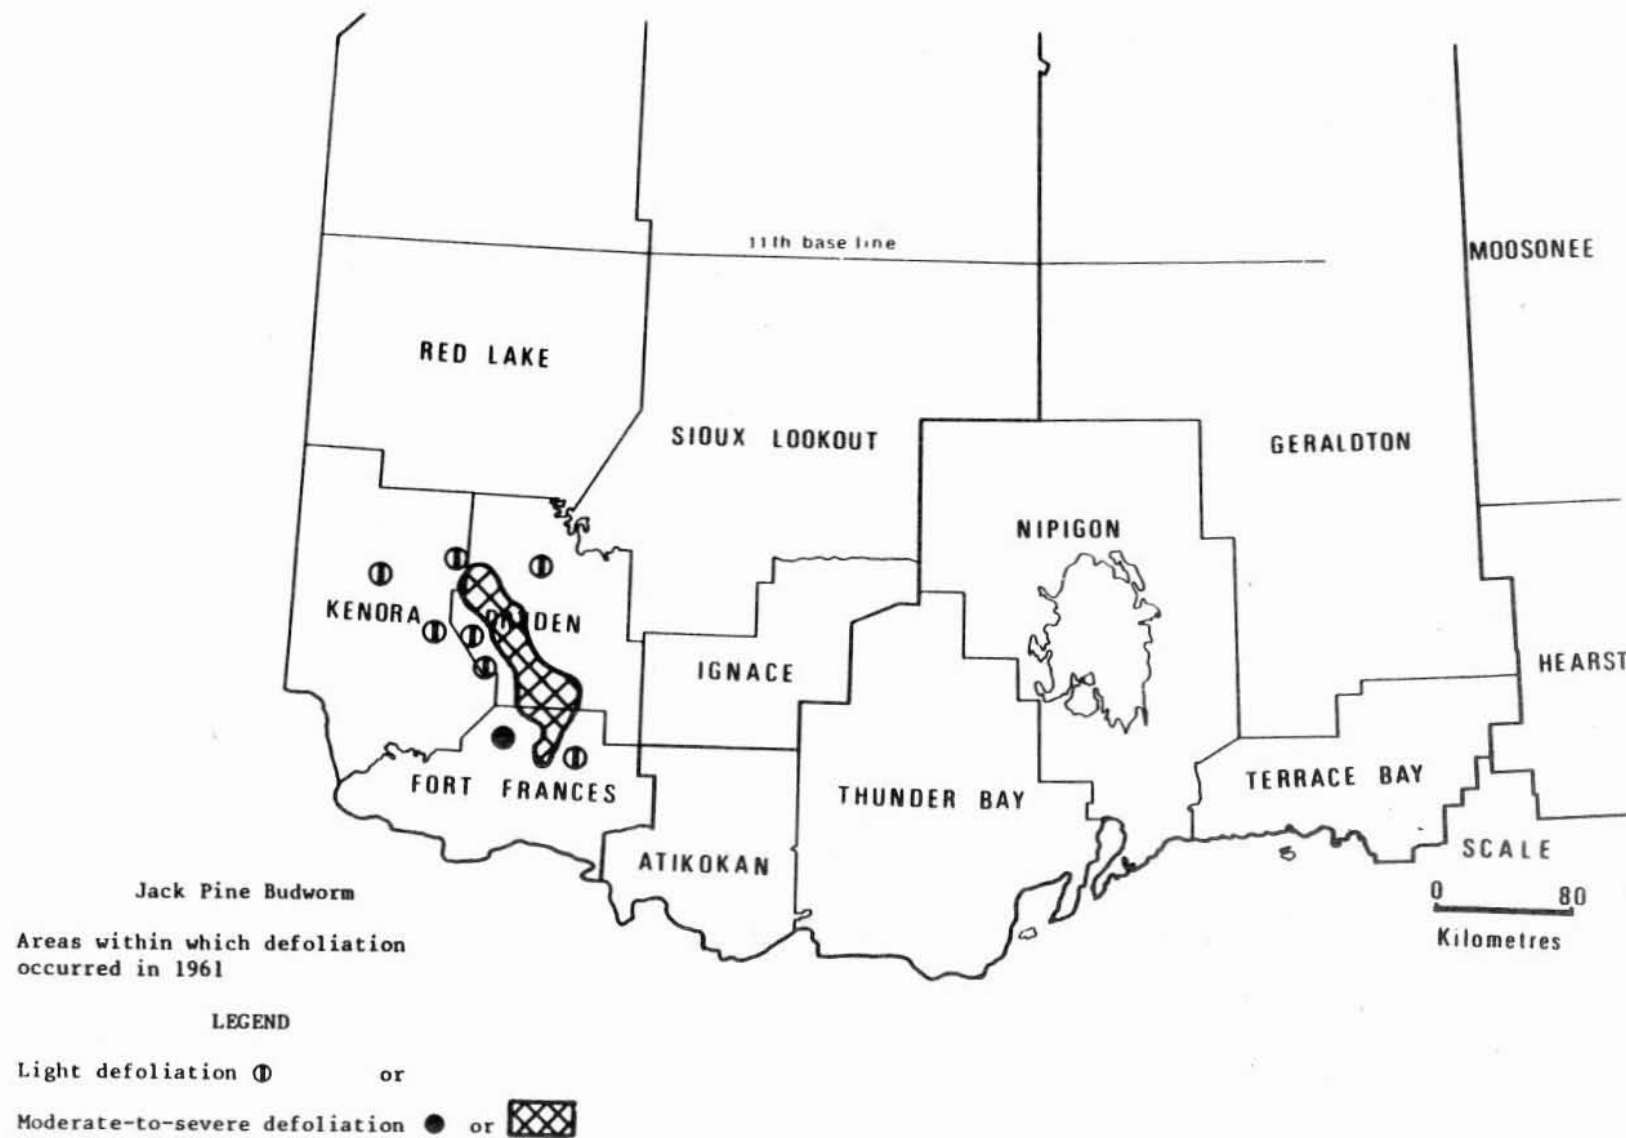 11th base line
MOOSONEE
RED LAKE
SIOUX LOOKOUT
GERALDTON
NIPIGON
KENORA
DRYDEN
IGNACE
HEARST
FORT FRANCES
THUNDER BAY
TERRACE BAY
ATIKOKAN
SCALE
0 80
Kilometres
Jack Pine Budworm
Areas within which defoliation
occurred in 1961
LEGEND
Light defoliation or
Moderate-to-severe defoliation or